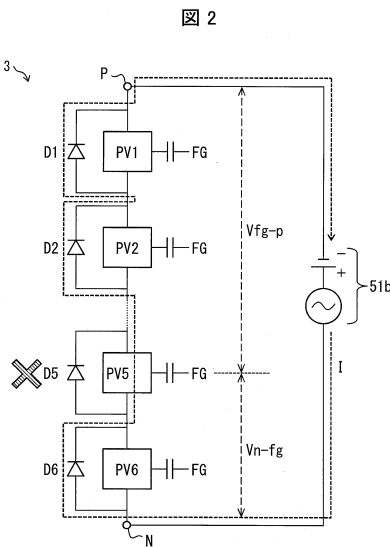 図2
3
P
D1
PV1
FG
D2
PV2
FG
Vfg-p
−
+
51b
D5
PV5
FG
I
Vn-fg
D6
PV6
FG
N